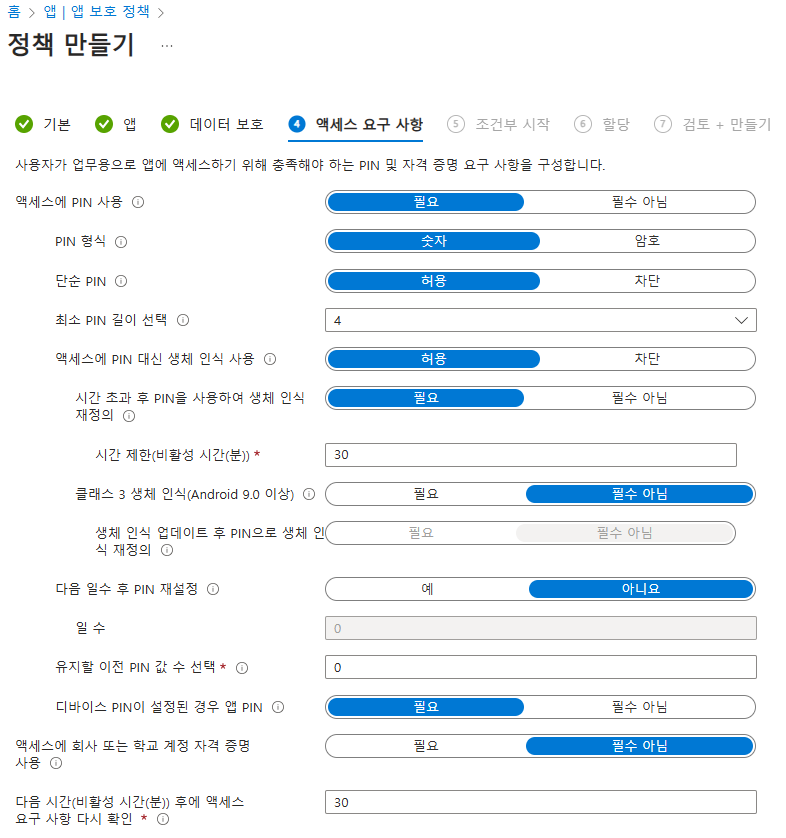 홈 > 앱 | 앱 보호 정책 >
정책 만들기 ...
기본 앱 데이터 보호 4 액세스 요구 사항 5 조건부 시작 6 할당 7 검토 + 만들기
사용자가 업무용으로 앱에 액세스하기 위해 충족해야 하는 PIN 및 자격 증명 요구 사항을 구성합니다.
액세스에 PIN 사용 필요 필수 아님
PIN 형식 숫자 암호
단순 PIN 허용 차단
최소 PIN 길이 선택 4
액세스에 PIN 대신 생체 인식 사용 허용 차단
시간 초과 후 PIN을 사용하여 생체 인식 필요 필수 아님
재정의
시간 제한(비활성 시간(분)) * 30
클래스 3 생체 인식(Android 9.0 이상) 필요 필수 아님
생체 인식 업데이트 후 PIN으로 생체 인 필요 필수 아님
식 재정의
다음 일수 후 PIN 재설정 예 아니요
일 수 0
유지할 이전 PIN 값 수 선택 * 0
디바이스 PIN이 설정된 경우 앱 PIN 필요 필수 아님
액세스에 회사 또는 학교 계정 자격 증명 필요 필수 아님
사용
다음 시간(비활성 시간(분)) 후에 액세스 30
요구 사항 다시 확인 *